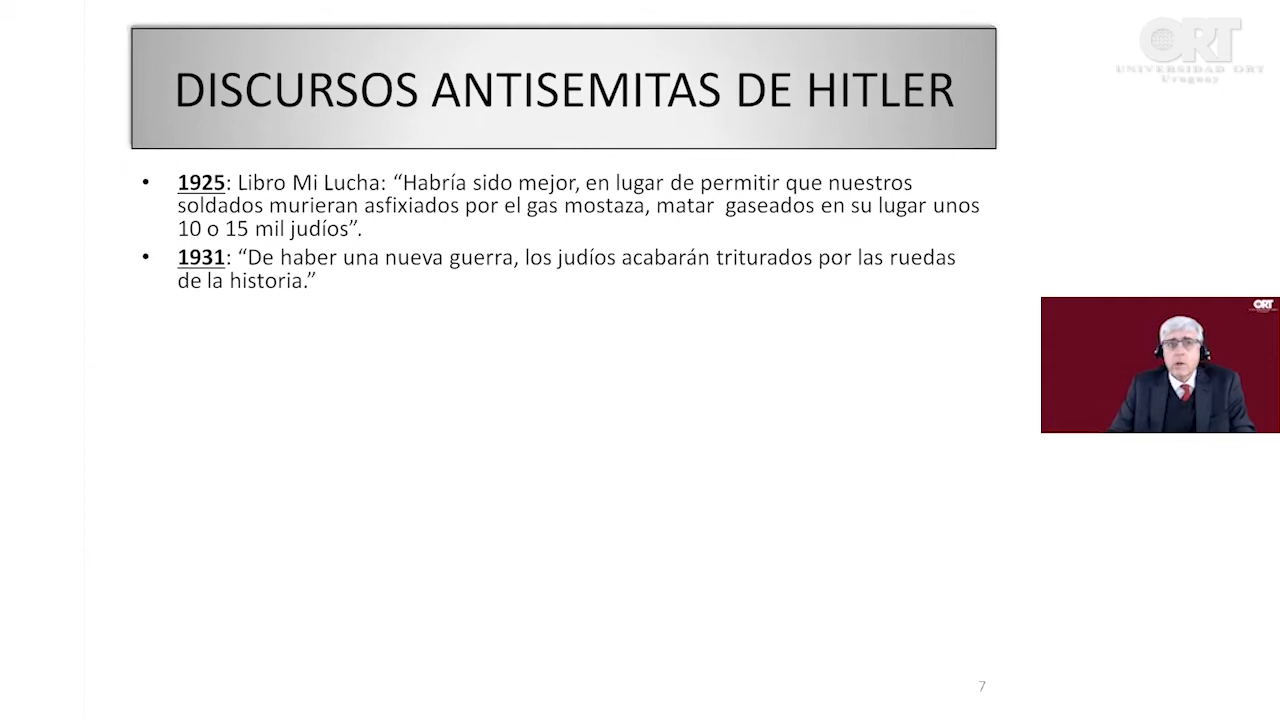 ORT
UNIVERSIDAD ORT
Uruguay
DISCURSOS ANTISEMITAS DE HITLER
• 1925: Libro Mi Lucha: “Habría sido mejor, en lugar de permitir que nuestros
soldados murieran asfixiados por el gas mostaza, matar gaseados en su lugar unos
10 o 15 mil judíos”.
• 1931: “De haber una nueva guerra, los judíos acabarán triturados por las ruedas
de la historia.”
ORT
7